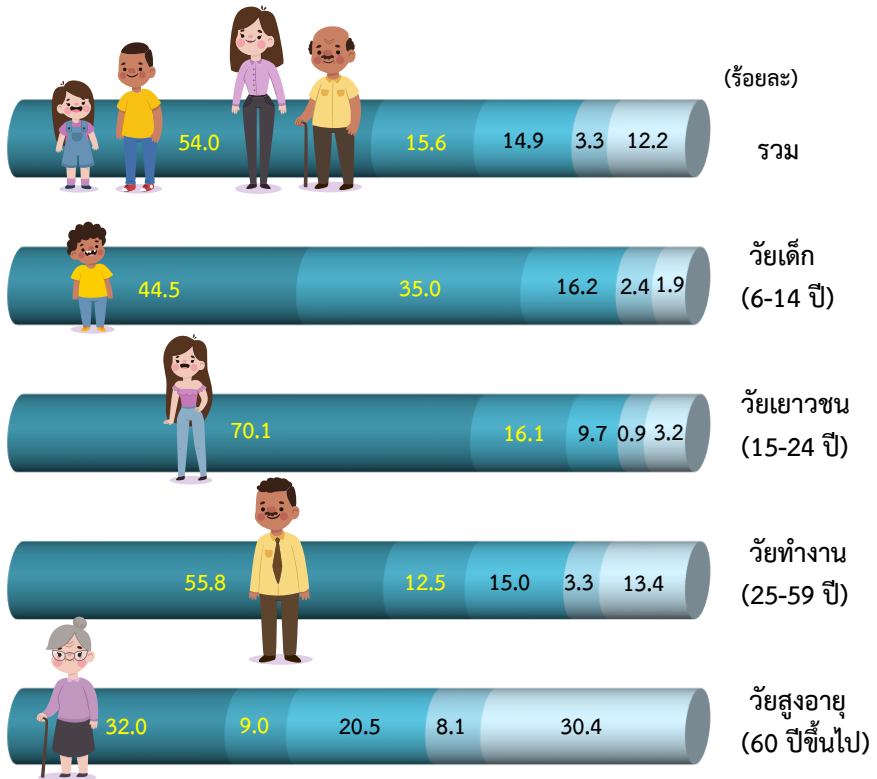 (ร้อยละ)
54.0 15.6 14.9 3.3 12.2 รวม
วัยเด็ก
44.5 35.0 16.2 2.4 1.9
(6-14 ปี)
วัยเยาวชน
70.1 16.1 9.7 0.9 3.2
(15-24 ปี)
วัยทำงาน
55.8 12.5 15.0 3.3 13.4
(25-59 ปี)
วัยสูงอายุ
32.0 9.0 20.5 8.1 30.4
(60 ปีขึ้นไป)